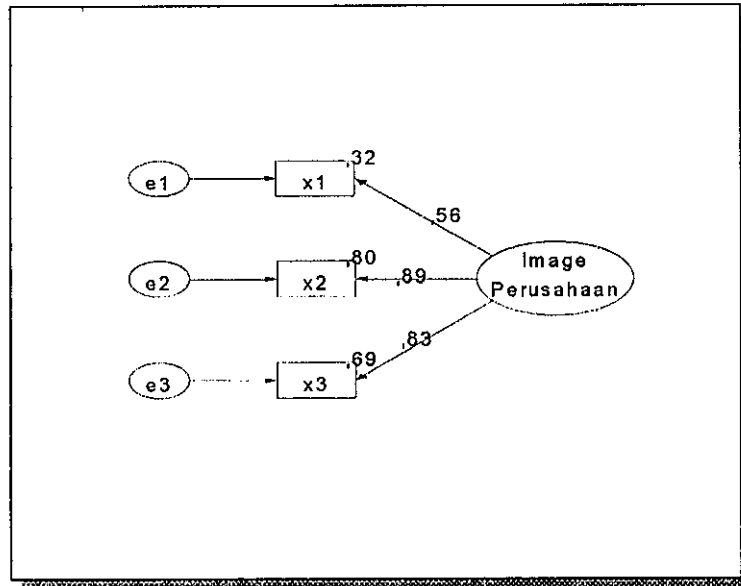 ,32
e1
x1
,56
Image
Perusahaan
,80
e2
x2
,89
,83
,69
e3
x3